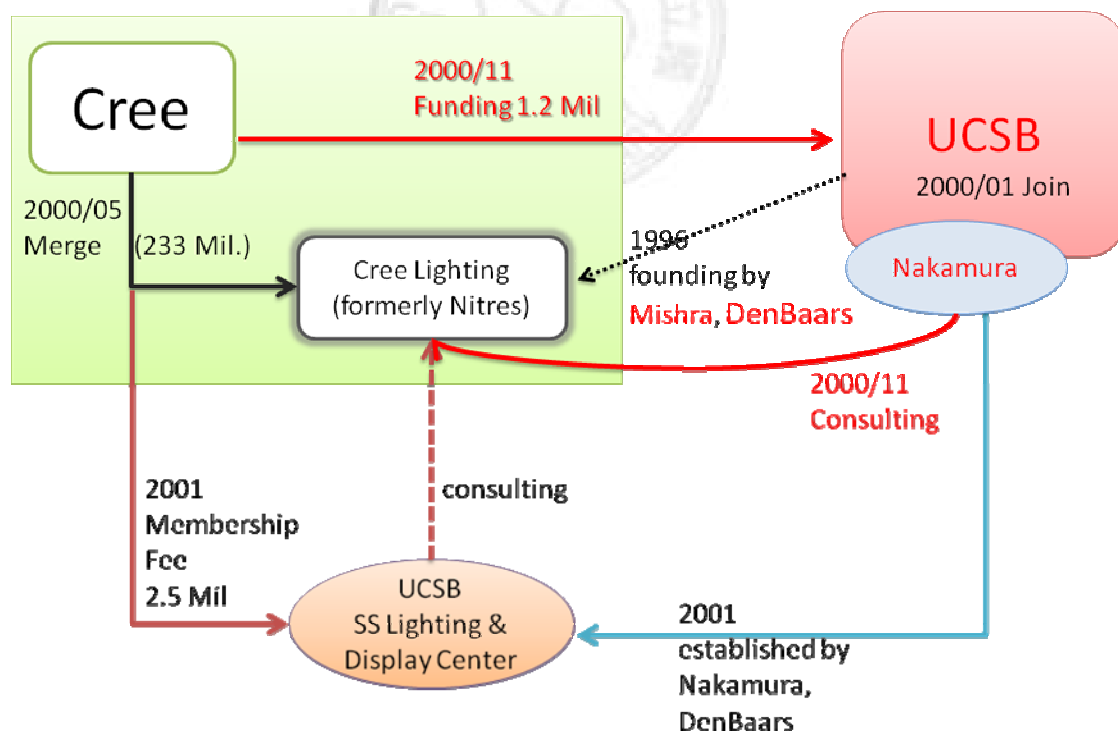 Cree
2000/11
Funding 1.2 Mil
UCSB
2000/01 Join
Nakamura
2000/05
Merge (233 Mil.)
Cree Lighting
(formerly Nitres)
1996
founding by
Mishra, DenBaars
2000/11
Consulting
2001
Membership
Fee
2.5 Mil
consulting
UCSB
SS Lighting &
Display Center
2001
established by
Nakamura,
DenBaars